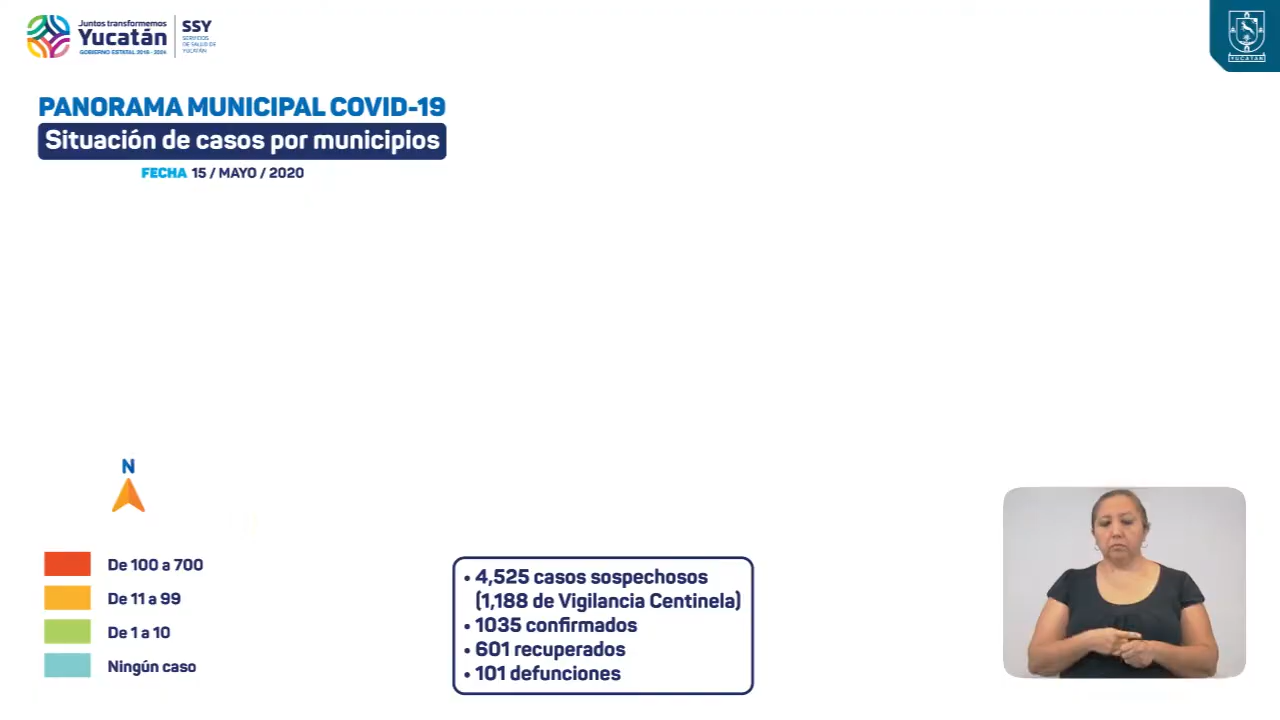 Juntos transformemos
Yucatán
GOBIERNO ESTATAL 2018 - 2024
SSY
SERVICIOS
DE SALUD DE
YUCATÁN
YUCATÁN
PANORAMA MUNICIPAL COVID-19
Situación de casos por municipios
FECHA 15 / MAYO / 2020
N
De 100 a 700
De 11 a 99
De 1 a 10
Ningún caso
• 4,525 casos sospechosos
(1,188 de Vigilancia Centinela)
• 1035 confirmados
• 601 recuperados
• 101 defunciones